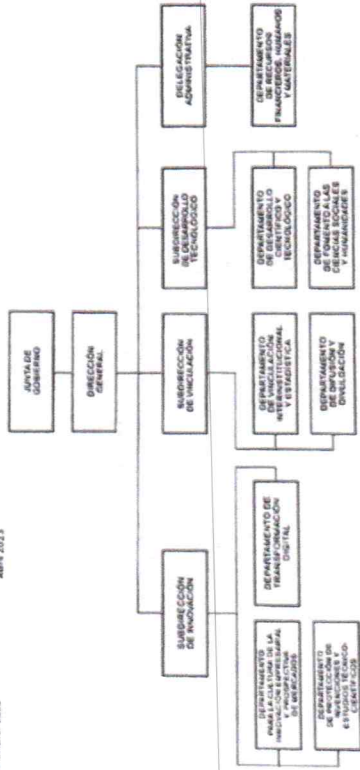 ABRIL 2023
JUNTA DE
GOBIERNO
DIRECCIÓN
GENERAL
SUBDIRECCIÓN
DE INNOVACIÓN
SUBDIRECCIÓN
DE VINCULACIÓN
SUBDIRECCIÓN
DE DESARROLLO
TECNOLÓGICO
DELEGACIÓN
ADMINISTRATIVA
DEPARTAMENTO
PARA LA CULTURA DE LA
INNOVACIÓN EMPRESARIAL
Y PROSPECTIVA
DE MERCADOS
DEPARTAMENTO DE
TRANSFORMACIÓN
DIGITAL
DEPARTAMENTO
DE PROTECCIÓN DE
INVENCIONES Y
ESTUDIOS TÉCNICO-
CIENTÍFICOS
DEPARTAMENTO
DE VINCULACIÓN
INTERINSTITUCIONAL
Y ESTADÍSTICA
DEPARTAMENTO
DE DIFUSIÓN Y
DIVULGACIÓN
DEPARTAMENTO
DE DESARROLLO
CIENTÍFICO Y
TECNOLÓGICO
DEPARTAMENTO
DE FOMENTO A LAS
CIENCIAS SOCIALES
Y HUMANIDADES
DEPARTAMENTO
DE RECURSOS
FINANCIEROS, HUMANOS
Y MATERIALES